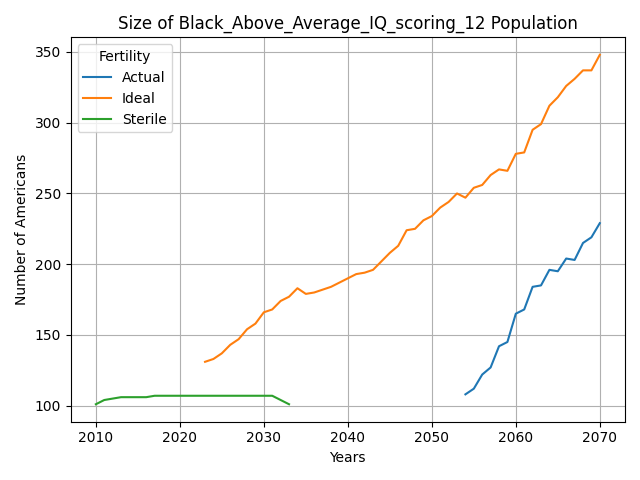 Size of Black_Above_Average_IQ_scoring_12 Population
Fertility
Actual
Ideal
Sterile
Number of Americans
350
300
250
200
150
100
2010 2020 2030 2040 2050 2060 2070
Years